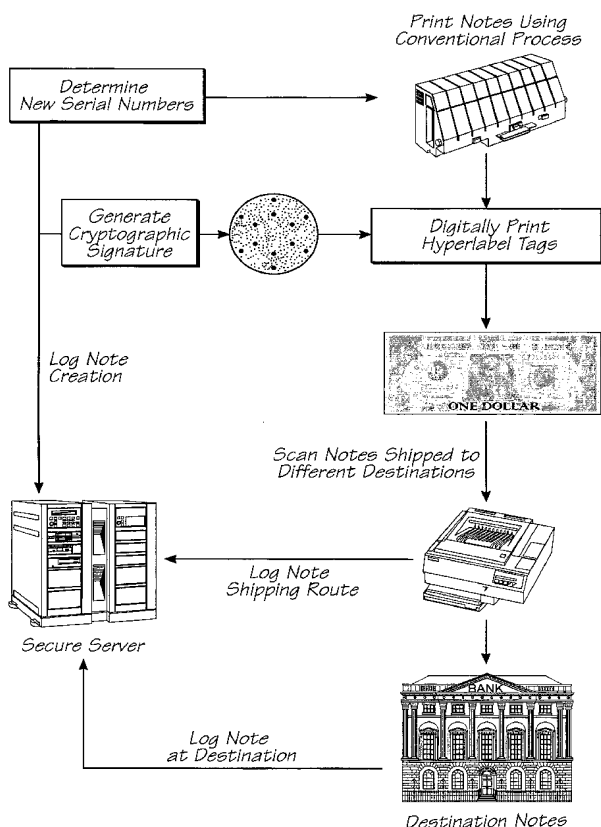 Print Notes Using
Conventional Process
Determine
New Serial Numbers
Generate
Cryptographic
Signature
Digitally Print
Hyperlabel Tags
Log Note
Creation
ONE DOLLAR
Scan Notes Shipped to
Different Destinations
Log Note
Shipping Route
Secure Server
BANK
Log Note
at Destination
Destination Notes